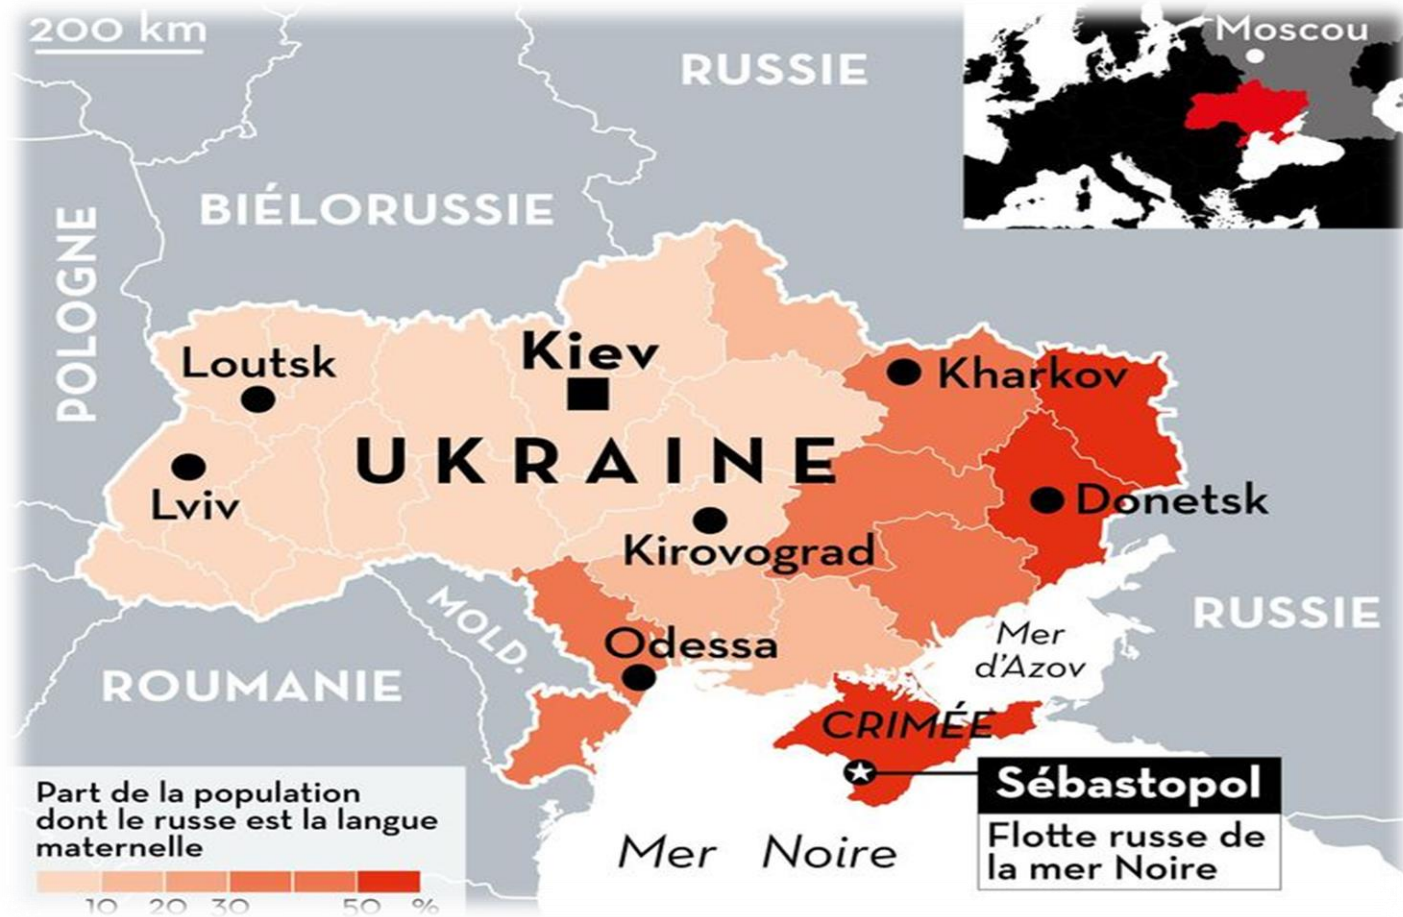 200 km
RUSSIE
Moscou
BIÉLORUSSIE
POLOGNE
Loutsk
Kiev
Kharkov
UKRAINE
Lviv
Donetsk
Kirovograd
MOLD.
RUSSIE
Odessa
Mer
d'Azov
ROUMANIE
CRIMÉE
Sébastopol
Flotte russe de
la mer Noire
Mer Noire
Part de la population
dont le russe est la langue
maternelle
10 20 30 50 %